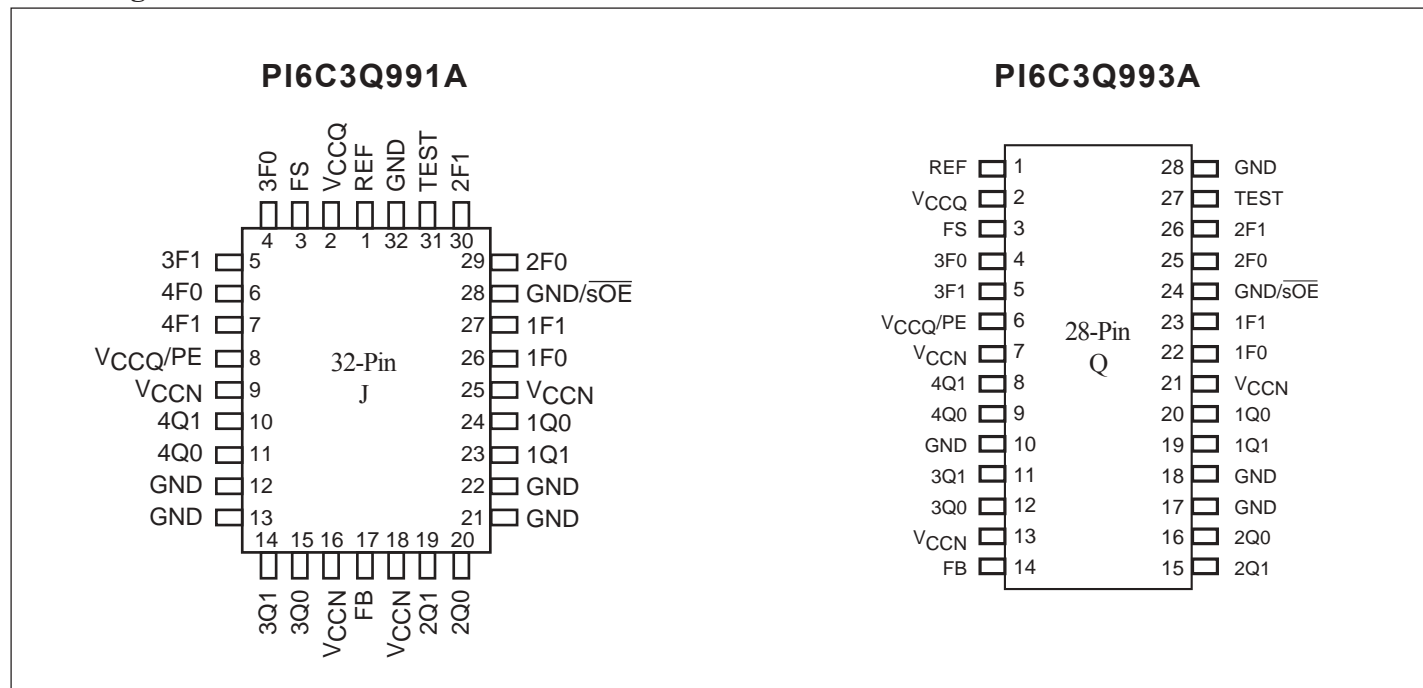 PI6C3Q991A
3F0
FS
VCCQ
REF
GND
TEST
2F1
4
3
2
1
32
31
30
3F1 5
4F0 6
4F1 7
VCCQ/PE 8
VCCN 9
4Q1 10
4Q0 11
GND 12
GND 13
32-Pin
J
29 2F0
28 GND/sOE
27 1F1
26 1F0
25 VCCN
24 1Q0
23 1Q1
22 GND
21 GND
14 15 16 17 18 19 20
3Q1
3Q0
VCCN
FB
VCCN
2Q1
2Q0
PI6C3Q993A
REF 1
VCCQ 2
FS 3
3F0 4
3F1 5
VCCQ/PE 6
VCCN 7
4Q1 8
4Q0 9
GND 10
3Q1 11
3Q0 12
VCCN 13
FB 14
28-Pin
Q
28 GND
27 TEST
26 2F1
25 2F0
24 GND/sOE
23 1F1
22 1F0
21 VCCN
20 1Q0
19 1Q1
18 GND
17 GND
16 2Q0
15 2Q1